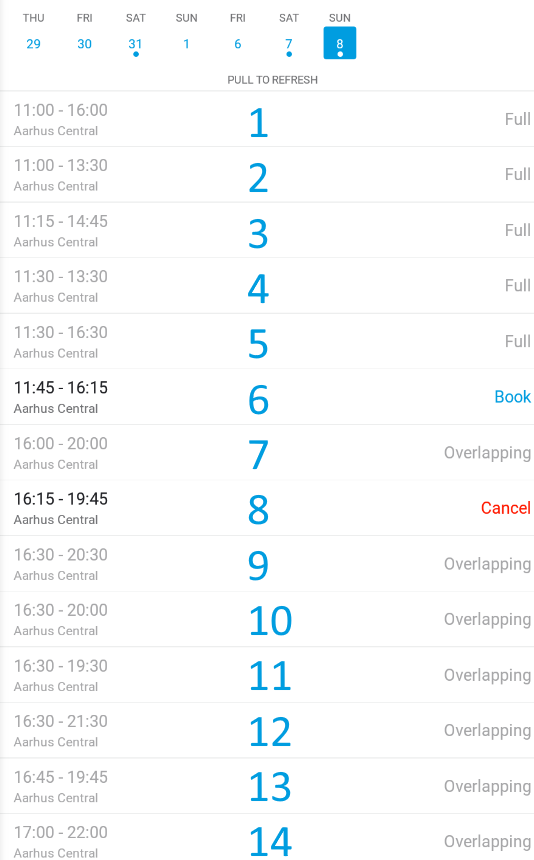 THU FRI SAT SUN FRI SAT SUN
29 30 31 1 6 7 8
PULL TO REFRESH
11:00 - 16:00
Aarhus Central
1
Full
11:00 - 13:30
Aarhus Central
2
Full
11:15 - 14:45
Aarhus Central
3
Full
11:30 - 13:30
Aarhus Central
4
Full
11:30 - 16:30
Aarhus Central
5
Full
11:45 - 16:15
Aarhus Central
6
Book
16:00 - 20:00
Aarhus Central
7
Overlapping
16:15 - 19:45
Aarhus Central
8
Cancel
16:30 - 20:30
Aarhus Central
9
Overlapping
16:30 - 20:00
Aarhus Central
10
Overlapping
16:30 - 19:30
Aarhus Central
11
Overlapping
16:30 - 21:30
Aarhus Central
12
Overlapping
16:45 - 19:45
Aarhus Central
13
Overlapping
17:00 - 22:00
Aarhus Central
14
Overlapping